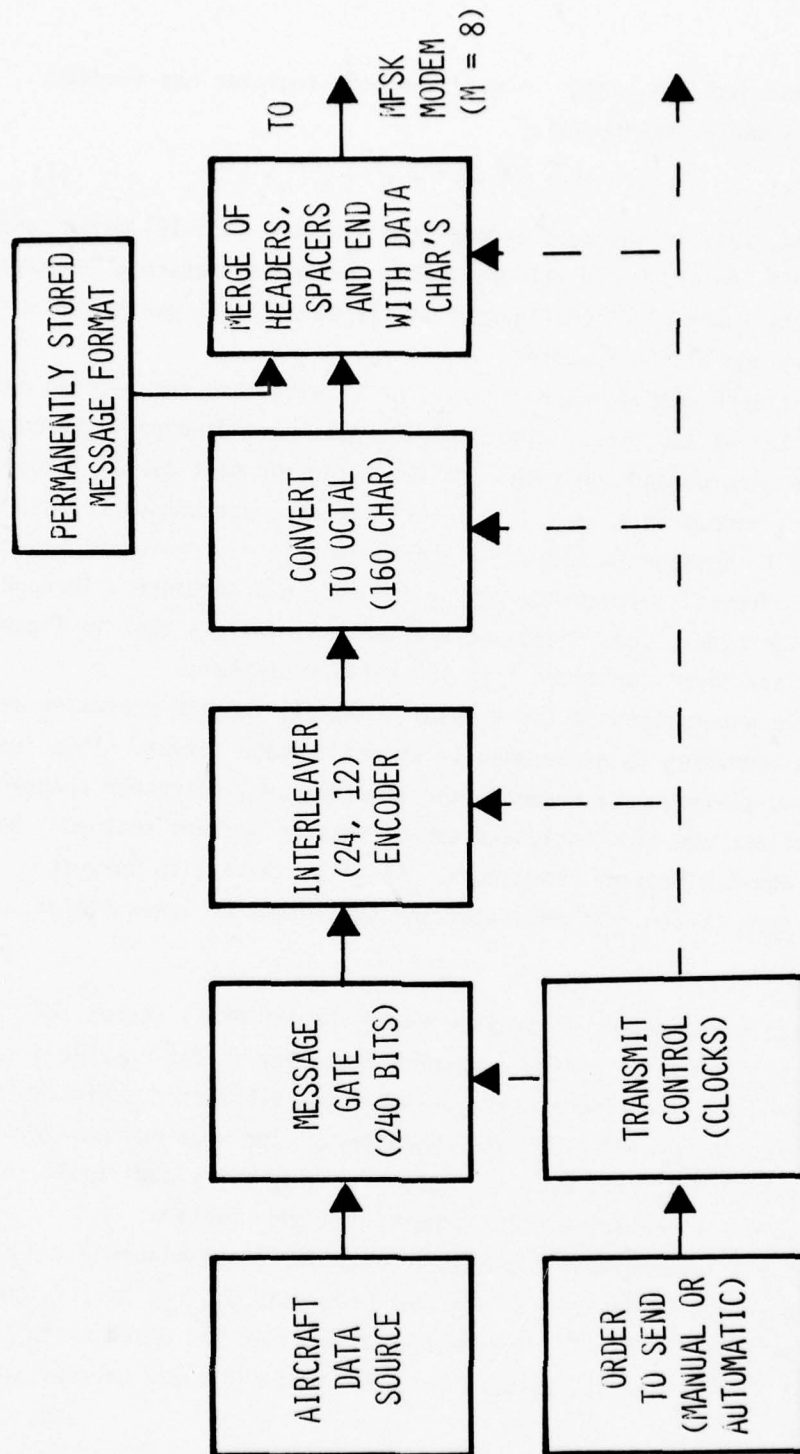 AIRCRAFT
DATA
SOURCE
MESSAGE
GATE
(240 BITS)
INTERLEAVER
(24, 12)
ENCODER
CONVERT
TO OCTAL
(160 CHAR)
PERMANENTLY STORED
MESSAGE FORMAT
MERGE OF
HEADERS,
SPACERS
AND END
WITH DATA
CHAR'S
TO
MFSK
MODEM
(M = 8)
ORDER
TO SEND
(MANUAL OR
AUTOMATIC)
TRANSMIT
CONTROL
(CLOCKS)